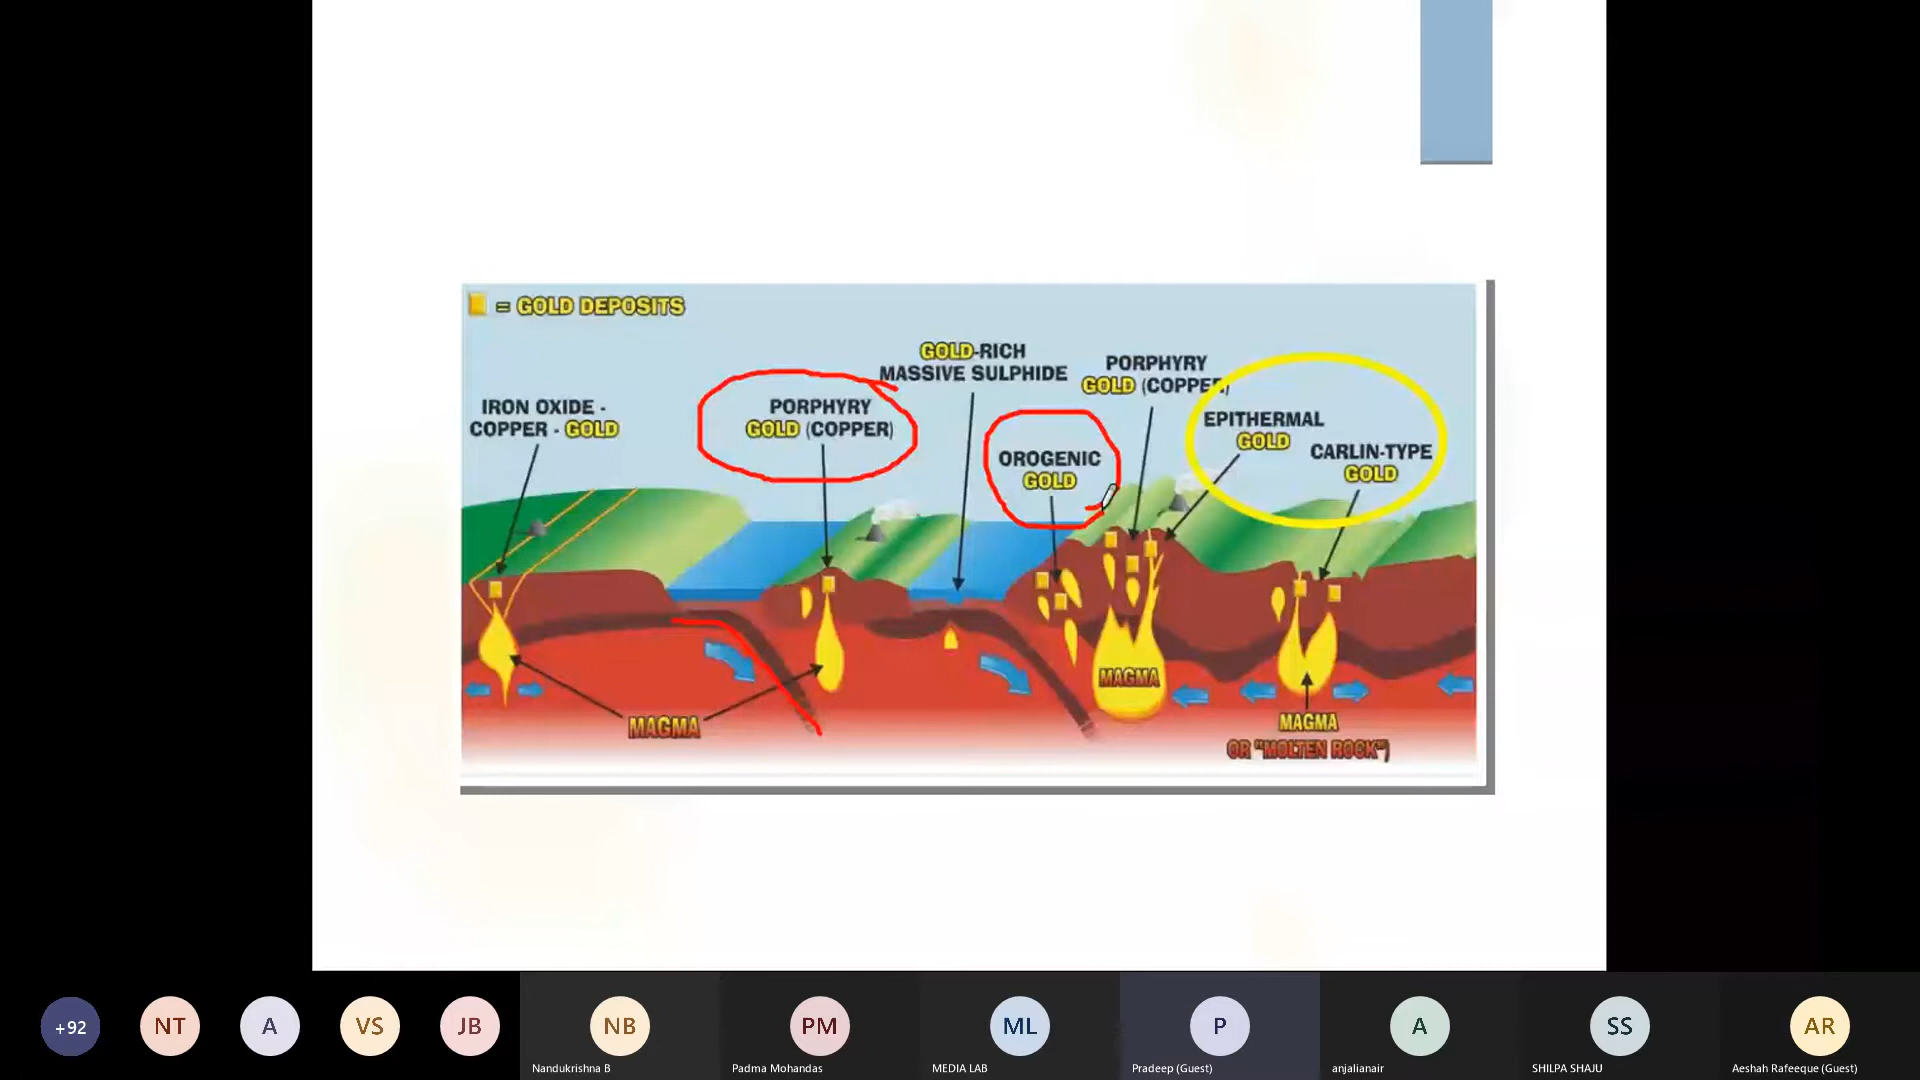 = GOLD DEPOSITS
GOLD-RICH
MASSIVE SULPHIDE
PORPHYRY
GOLD (COPPER)
IRON OXIDE -
COPPER - GOLD
PORPHYRY
GOLD (COPPER)
OROGENIC
GOLD
EPITHERMAL
GOLD
CARLIN-TYPE
GOLD
MAGMA
MAGMA
MAGMA
OR "MOLTEN ROCK")
+92
NT
A
VS
JB
NB
PM
ML
P
A
SS
AR
Nandukrishna B
Padma Mohandas
MEDIA LAB
Pradeep (Guest)
anjalianair
SHILPA SHAJU
Aeshah Rafeeque (Guest)